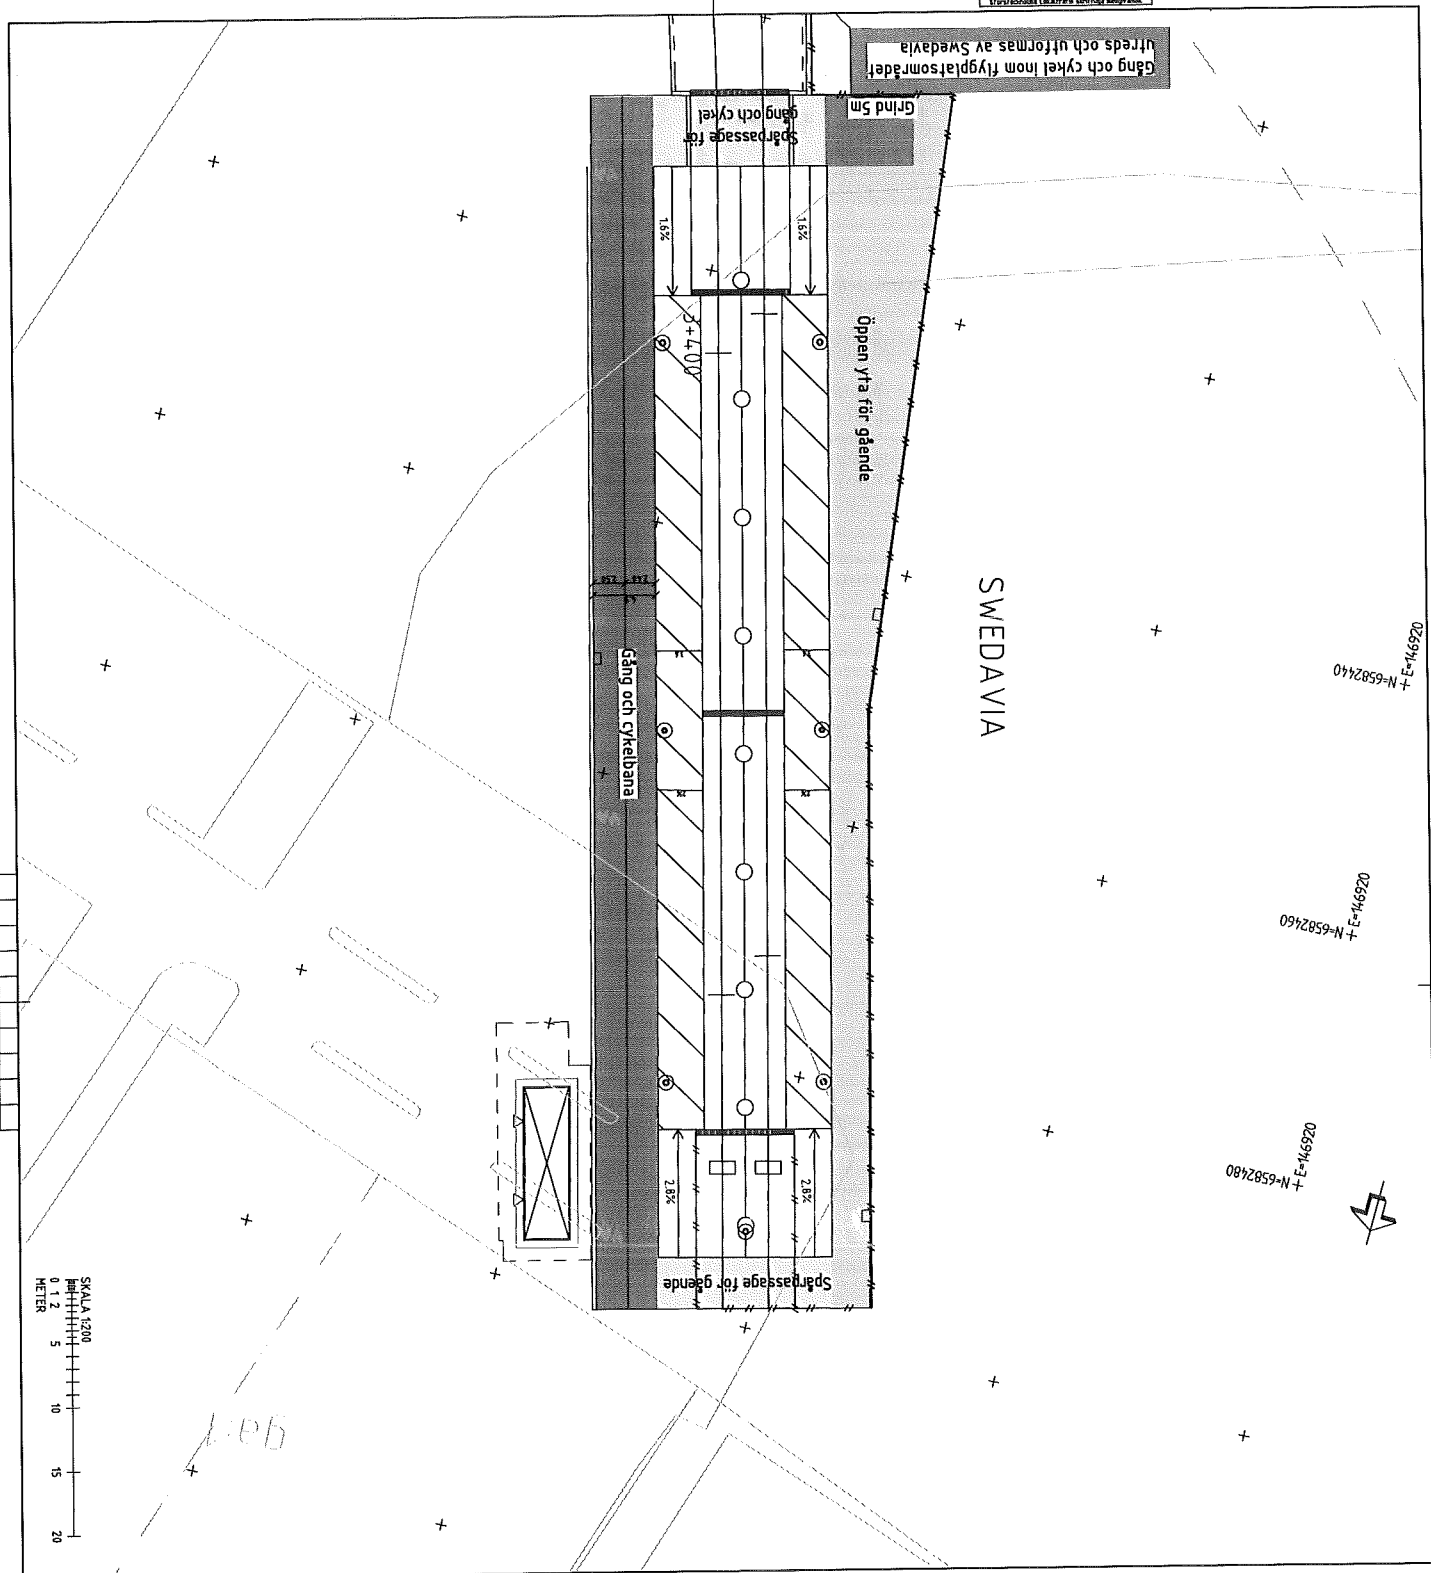 Gång och cykel inom flygplatsområdet
utreds och utformas av Swedavia
Grind 5m
Spårpassage för
gång och cykel
1.6%
1.6%
3+400
Öppen yta för gående
SWEDAVIA
Gång och cykelbana
N=6582440
E=146920
N=6582460
E=146920
N=6582480
E=146920
2.8%
2.8%
Spårpassage för gående
ga:1
SKALA 1:200
0 1 2 5 10 15 20
METER